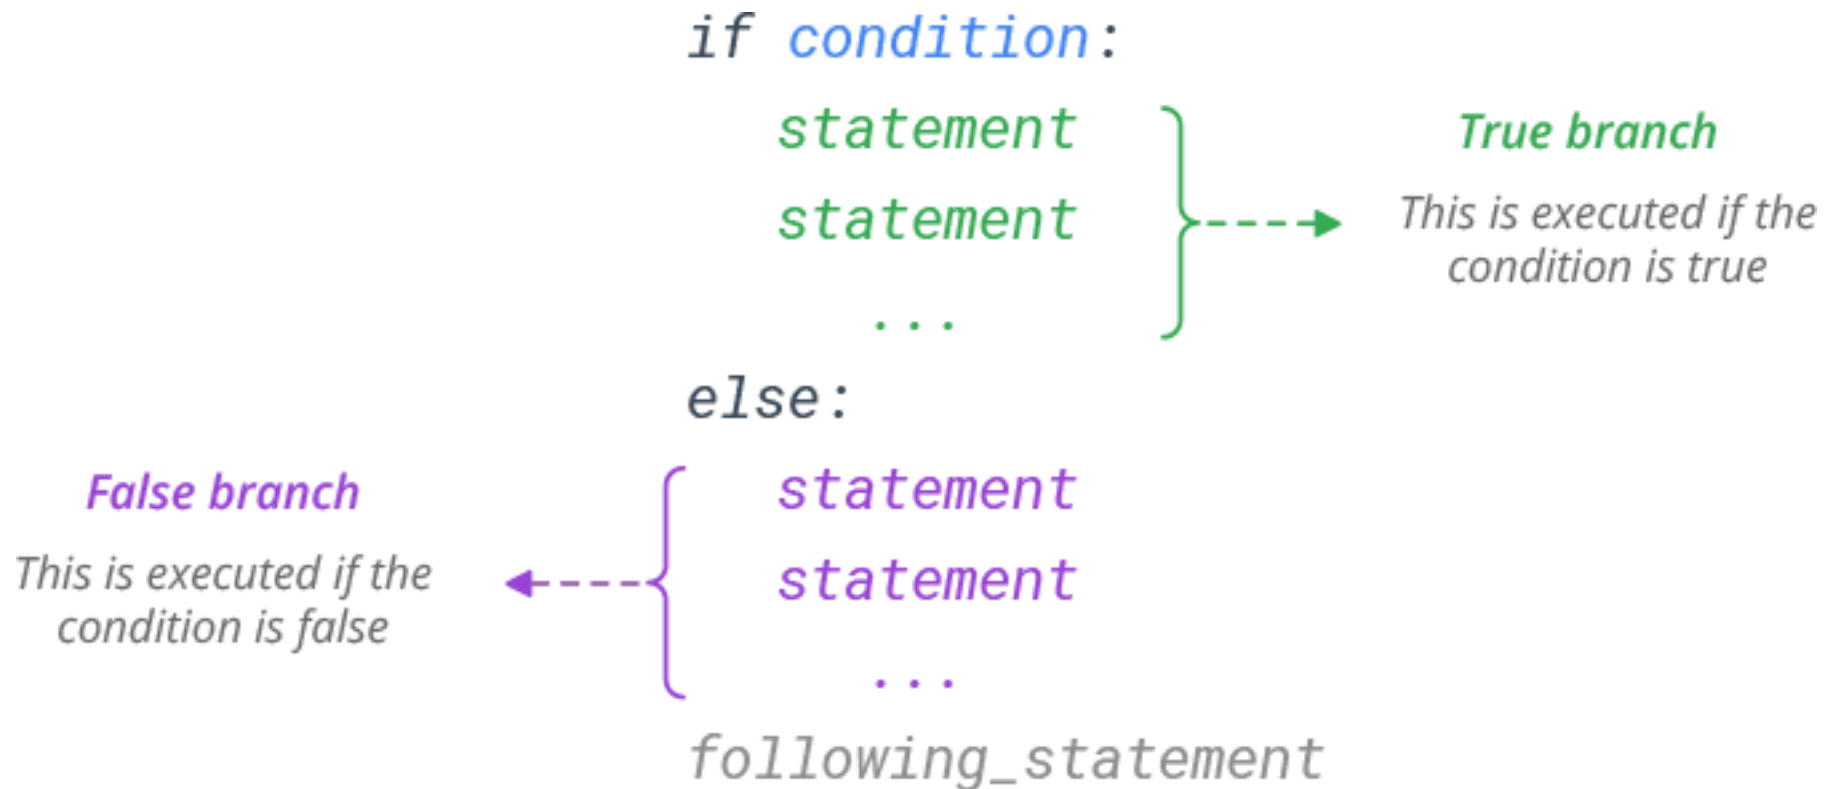 if condition:
statement
True branch
statement
This is executed if the
condition is true
...
else:
False branch
statement
This is executed if the
condition is false
statement
...
following_statement